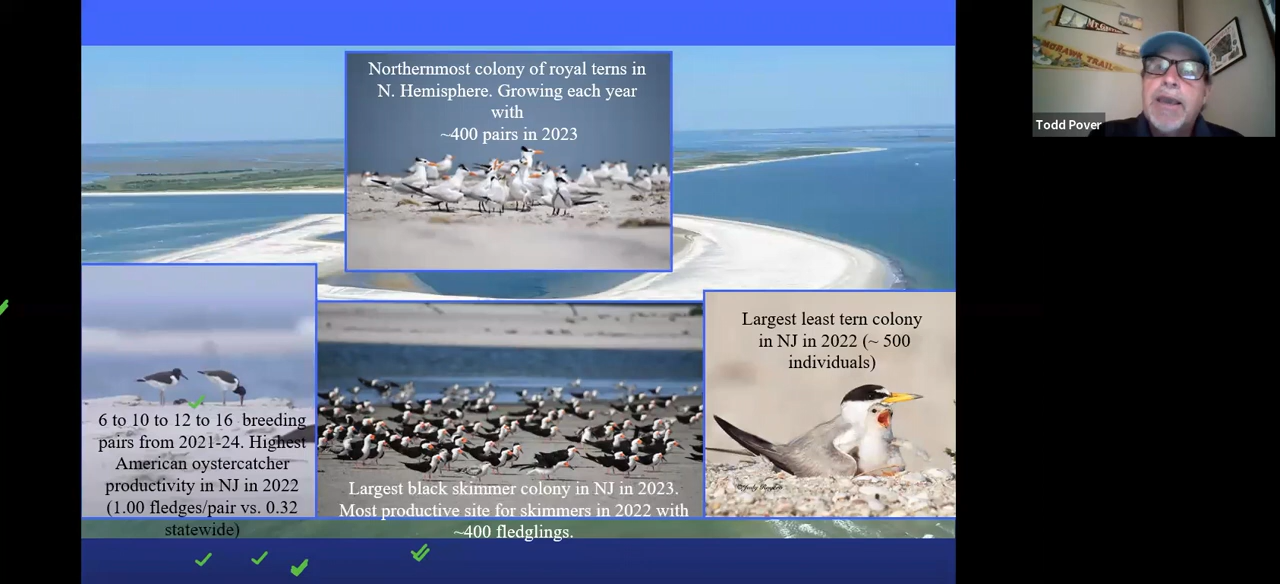 Northernmost colony of royal terns in
N. Hemisphere. Growing each year
with
~400 pairs in 2023
Todd Pover
MOHAWK TRAIL
6 to 10 to 12 to 16 breeding
pairs from 2021-24. Highest
American oystercatcher
productivity in NJ in 2022
(1.00 fledges/pair vs. 0.32
statewide)
Largest black skimmer colony in NJ in 2023.
Most productive site for skimmers in 2022 with
~400 fledglings.
Largest least tern colony
in NJ in 2022 (~ 500
individuals)